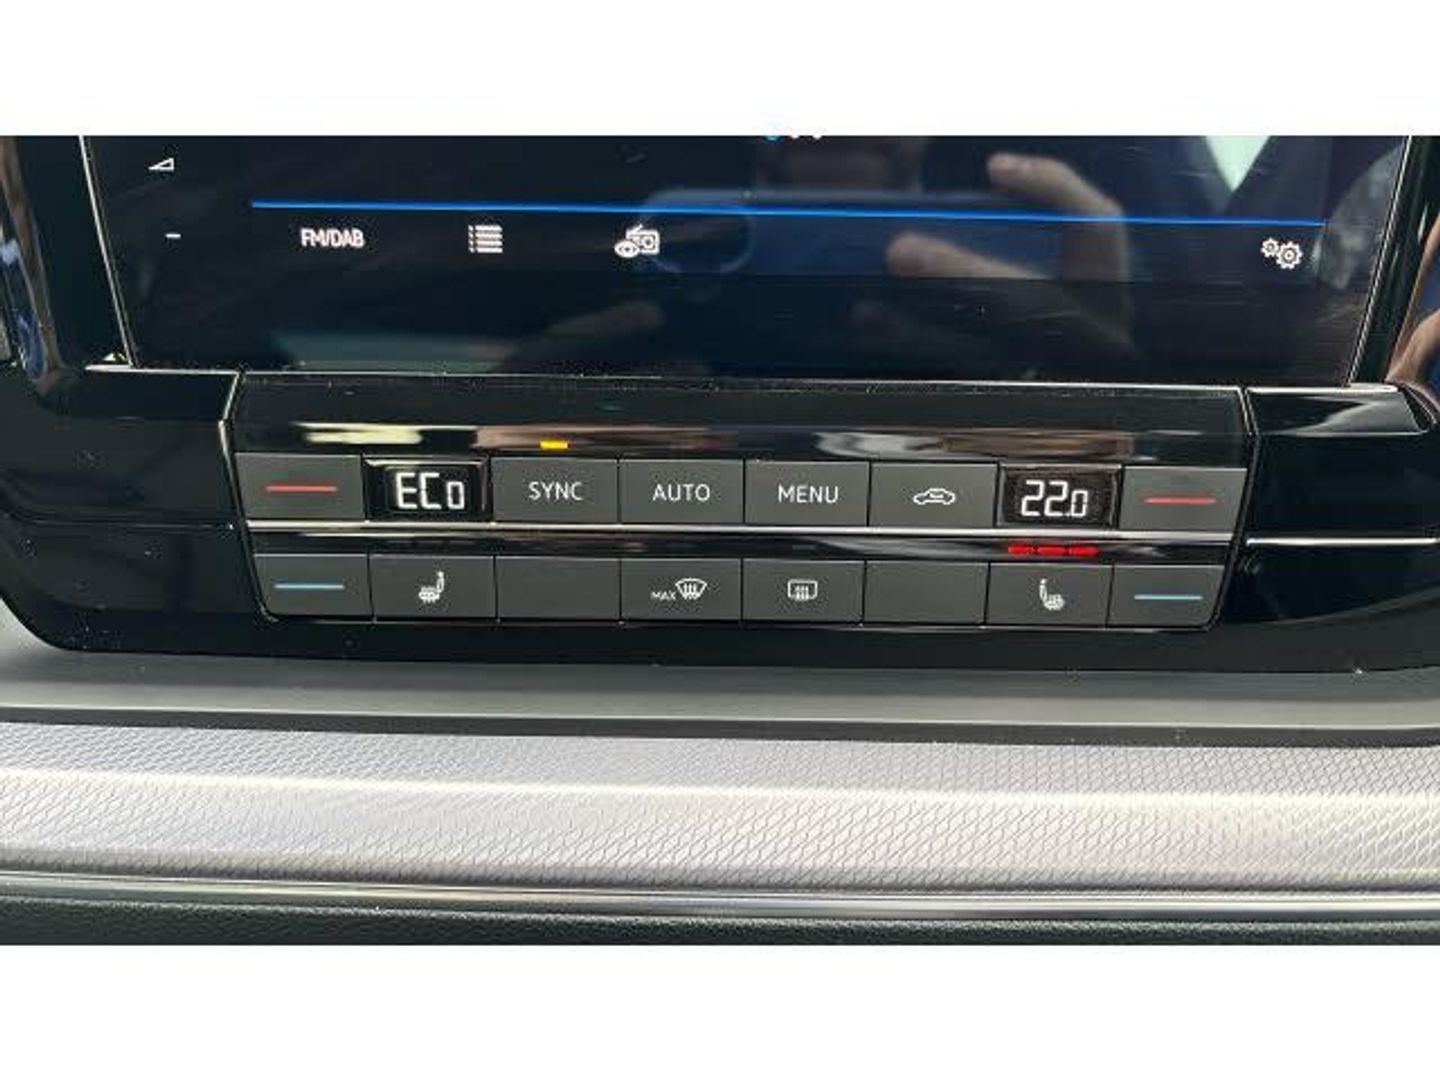 FM/DAB
ECO SYNC AUTO MENU 22.0
MAX